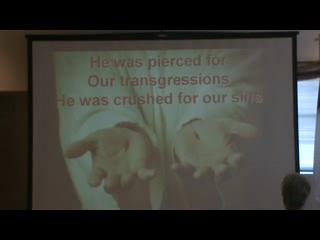 He was pierced for
Our transgressions
He was crushed for our sins